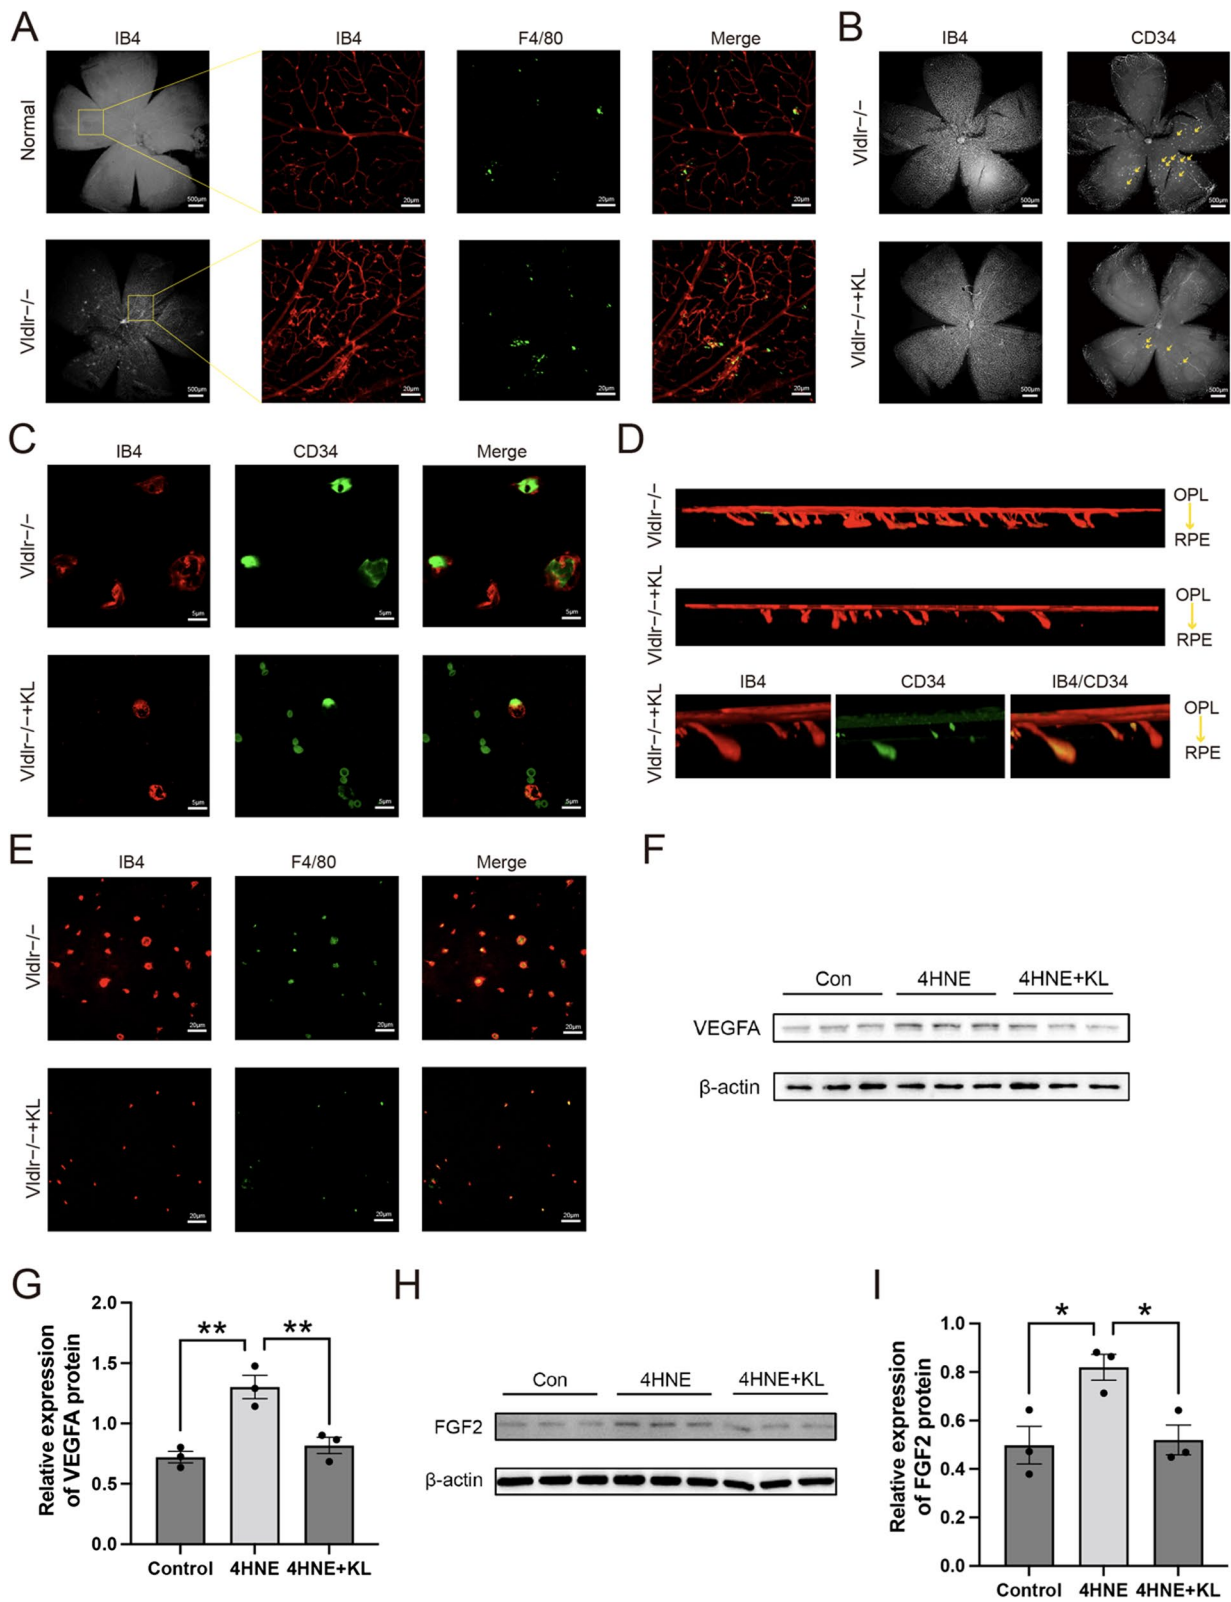 A
IB4
IB4
F4/80
Merge
Normal
500μm
20μm
20μm
20μm
Vldlr−/−
500μm
20μm
20μm
20μm
B
IB4
CD34
Vldlr−/−
500μm
500μm
Vldlr−/−+KL
500μm
500μm
C
IB4
CD34
Merge
Vldlr−/−
5μm
5μm
5μm
Vldlr−/−+KL
5μm
5μm
5μm
D
Vldlr−/−
OPL
RPE
Vldlr−/−+KL
OPL
RPE
IB4
CD34
IB4/CD34
Vldlr−/−+KL
OPL
RPE
E
IB4
F4/80
Merge
Vldlr−/−
20μm
20μm
20μm
Vldlr−/−+KL
20μm
20μm
20μm
F
Con
4HNE
4HNE+KL
VEGFA
β-actin
G
Relative expression
of VEGFA protein
2.0
1.5
1.0
0.5
0.0
**
**
Control
4HNE
4HNE+KL
H
Con
4HNE
4HNE+KL
FGF2
β-actin
I
Relative expression
of FGF2 protein
1.0
0.8
0.6
0.4
0.2
0.0
*
*
Control
4HNE
4HNE+KL